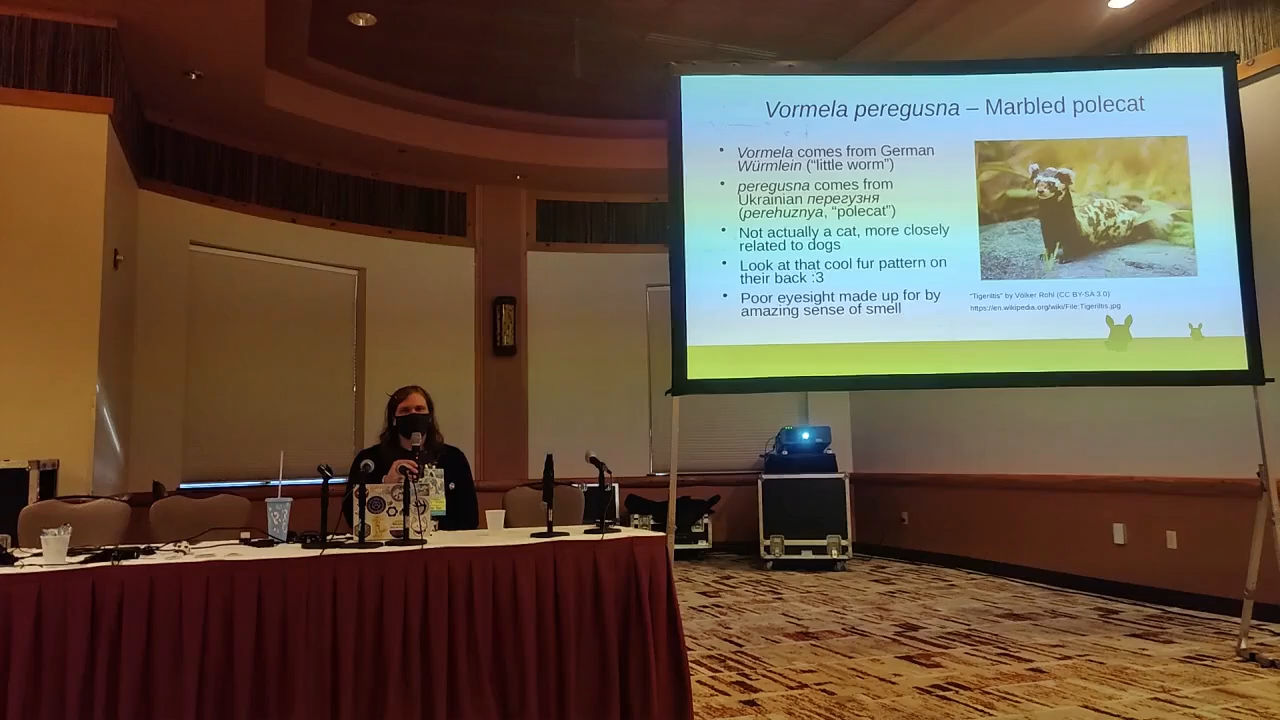 Vormela peregusna – Marbled polecat
• Vormela comes from German
Würmlein (“little worm”)
• peregusna comes from
Ukrainian перегузня
(perehuznya, “polecat”)
• Not actually a cat, more closely
related to dogs
• Look at that cool fur pattern on
their back :3
• Poor eyesight made up for by
amazing sense of smell
“Tigeriltis” by Völker Rohl (CC BY-SA 3.0)
https://en.wikipedia.org/wiki/File:Tigeriltis.jpg